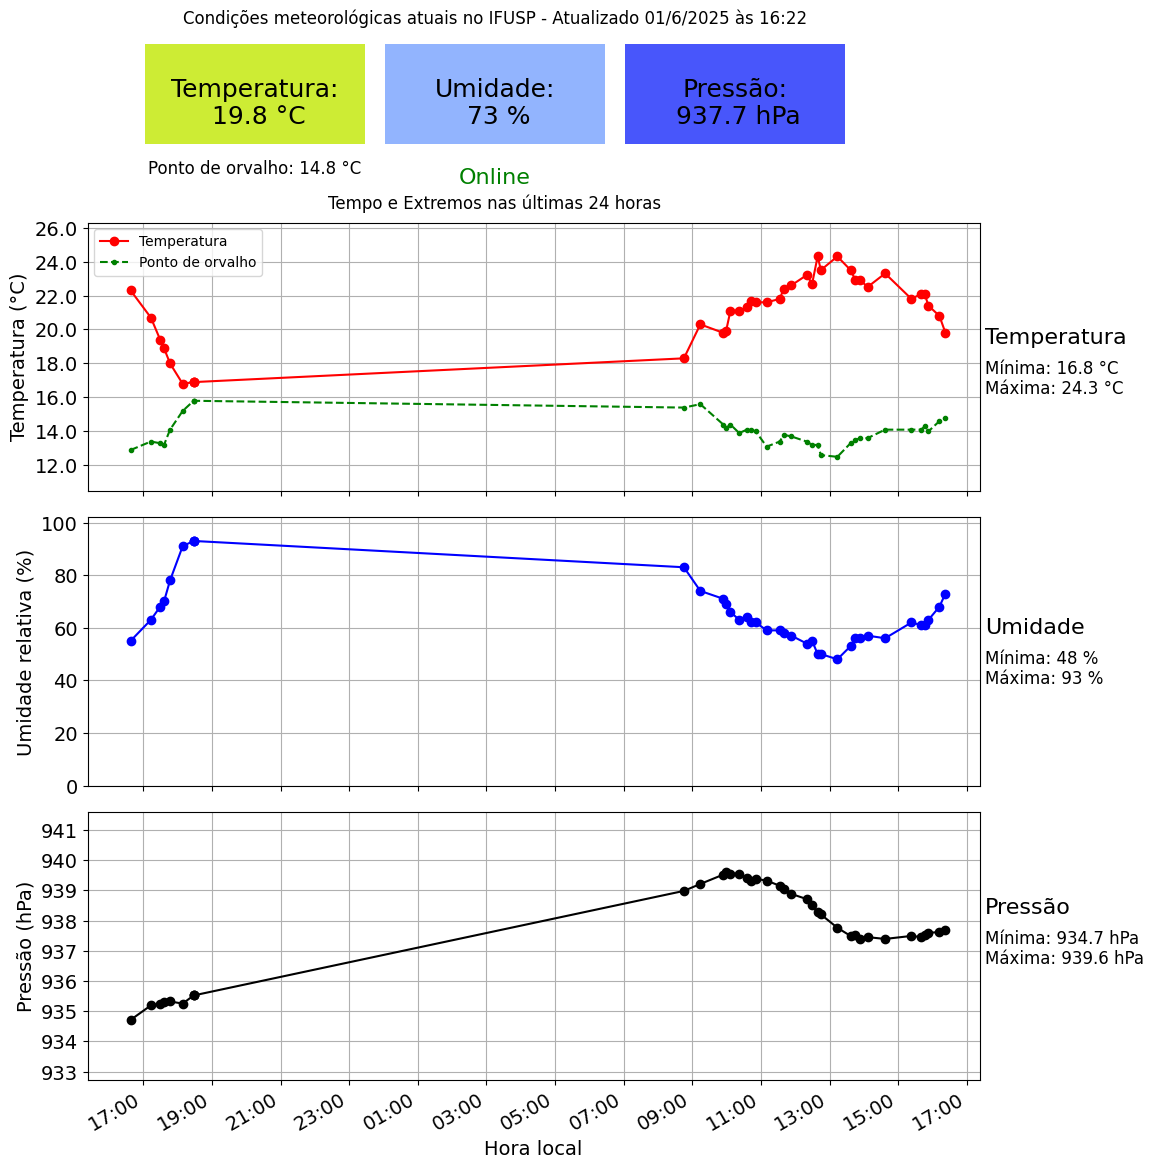 Condições meteorológicas atuais no IFUSP - Atualizado 01/6/2025 às 16:22
Temperatura:
19.8 °C
Umidade:
73 %
Pressão:
937.7 hPa
Ponto de orvalho: 14.8 °C
Online
Tempo e Extremos nas últimas 24 horas
Temperatura (°C)
26.0
24.0
22.0
20.0
18.0
16.0
14.0
12.0
Temperatura
Ponto de orvalho
Temperatura
Mínima: 16.8 °C
Máxima: 24.3 °C
Umidade relativa (%)
100
80
60
40
20
0
Umidade
Mínima: 48 %
Máxima: 93 %
Pressão (hPa)
941
940
939
938
937
936
935
934
933
Pressão
Mínima: 934.7 hPa
Máxima: 939.6 hPa
17:00 19:00 21:00 23:00 01:00 03:00 05:00 07:00 09:00 11:00 13:00 15:00 17:00
Hora local